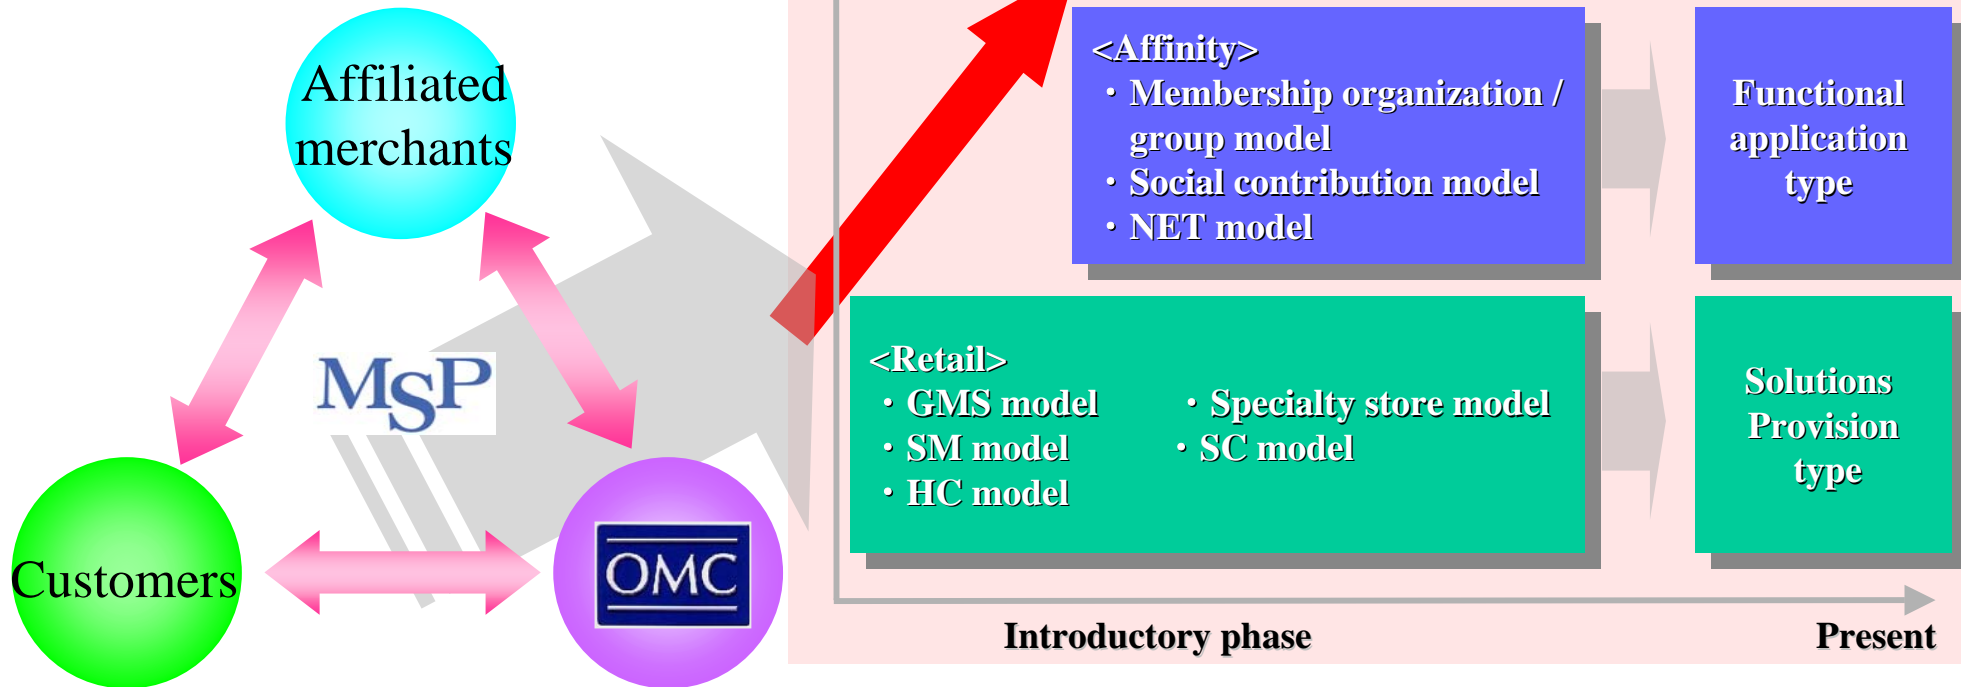 Affiliated
merchants
MSP
Customers
OMC
<Affinity>
・Membership organization /
group model
・Social contribution model
・NET model
Functional
application
type
<Retail>
・GMS model ・Specialty store model
・SM model ・SC model
・HC model
Solutions
Provision
type
Introductory phase
Present